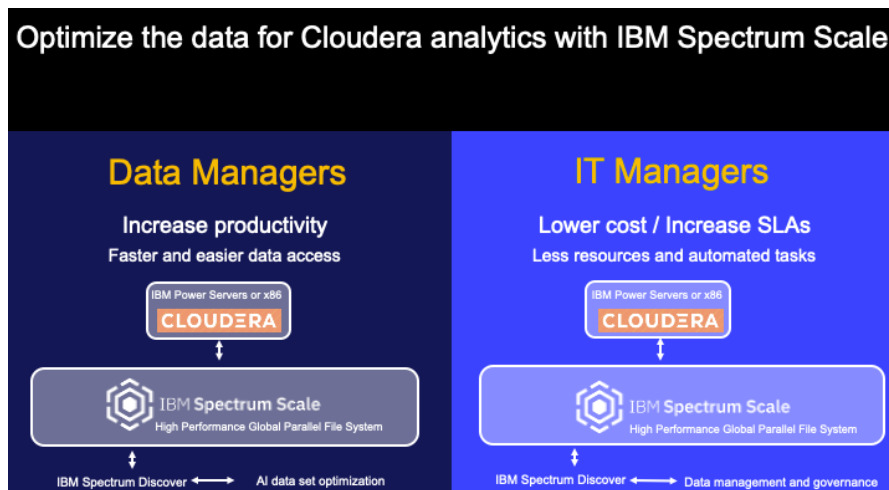 Optimize the data for Cloudera analytics with IBM Spectrum Scale
Data Managers
Increase productivity
Faster and easier data access
IBM Power Servers or x86
CLOUDERA
IBM Spectrum Scale
High Performance Global Parallel File System
IBM Spectrum Discover
AI data set optimization
IT Managers
Lower cost / Increase SLAs
Less resources and automated tasks
IBM Power Servers or x86
CLOUDERA
IBM Spectrum Scale
High Performance Global Parallel File System
IBM Spectrum Discover
Data management and governance